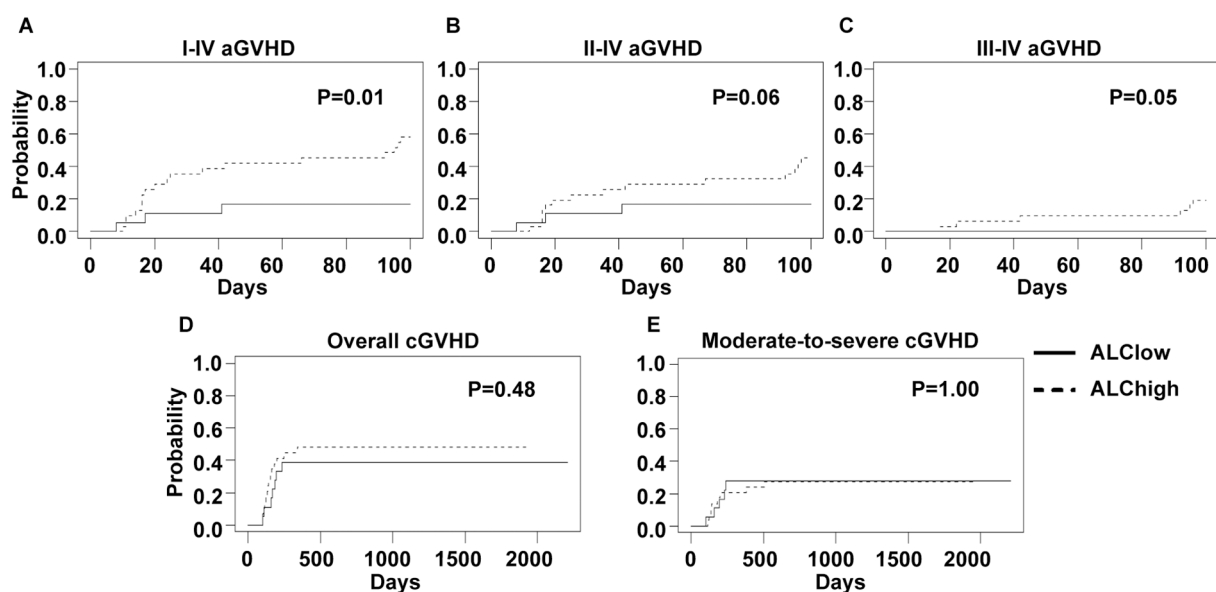 A
I-IV aGVHD
1.0
0.8
0.6
0.4
0.2
0.0
Probability
P=0.01
0 20 40 60 80 100
Days
B
II-IV aGVHD
1.0
0.8
0.6
0.4
0.2
0.0
P=0.06
0 20 40 60 80 100
Days
C
III-IV aGVHD
1.0
0.8
0.6
0.4
0.2
0.0
P=0.05
0 20 40 60 80 100
Days
D
Overall cGVHD
1.0
0.8
0.6
0.4
0.2
0.0
Probability
P=0.48
0 500 1000 1500 2000
Days
E
Moderate-to-severe cGVHD
1.0
0.8
0.6
0.4
0.2
0.0
P=1.00
0 500 1000 1500 2000
Days
ALClow
ALChigh